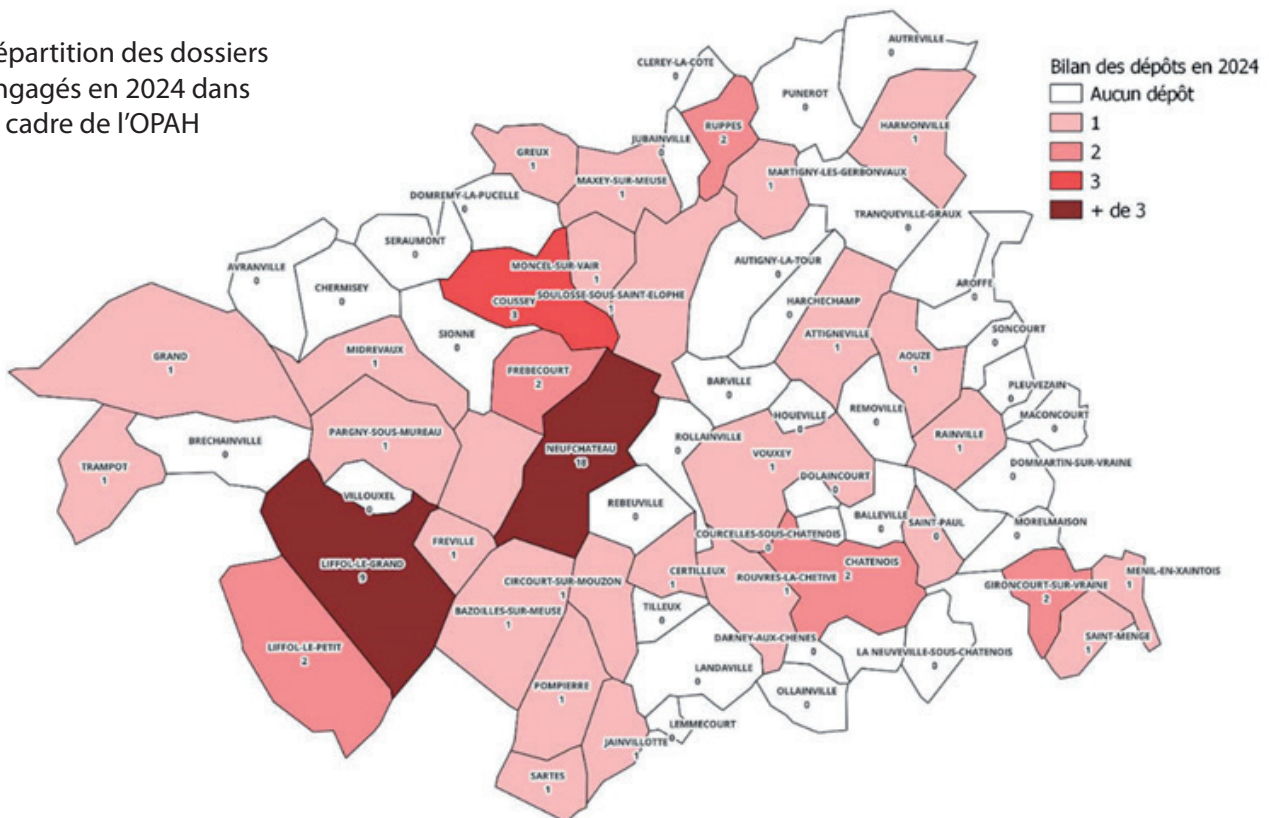 épartition des dossiers
ngagés en 2024 dans
cadre de l’OPAH
Bilan des dépôts en 2024
Aucun dépôt
1
2
3
+ de 3
AUTREVILLE
0
CLEREY-LA-COTE
0
PUNEROT
0
RUPPES
2
HARMONVILLE
1
JUBAINVILLE
0
GREUX
1
MAXEY-SUR-MEUSE
1
MARTIGNY-LES-GERBONVAUX
1
DOMREMY-LA-PUCELLE
0
TRANQUEVILLE-GRAUX
0
SERAUMONT
0
AVRANVILLE
0
CHERMISEY
0
MONCEL-SUR-VAIR
1
AUTIGNY-LA-TOUR
0
AROFFE
0
COUSSEY
3
SOULOSSE-SOUS-SAINT-ELOPHE
1
HARCHECHAMP
0
SIONNE
0
ATTIGNEVILLE
1
SONCOURT
0
GRAND
1
MIDREVAUX
1
AOUZE
1
FREBECOURT
2
BARVILLE
0
PLEUVEZAIN
0
HOUEVILLE
0
REMOVILLE
0
MACONCOURT
0
BRECHAINVILLE
0
PARGNY-SOUS-MUREAU
1
ROLLAINVILLE
0
RAINVILLE
1
NEUFCHATEAU
18
VOUXEY
1
TRAMPOT
1
DOMMARTIN-SUR-VRAINE
0
DOLAINCOURT
0
VILLOUXEL
0
REBEUVILLE
0
BALLEVILLE
0
SAINT-PAUL
0
MORELMAISON
0
COURCELLES-SOUS-CHATENOIS
0
FREVILLE
1
LIFFOL-LE-GRAND
9
CHATENOIS
2
CERTILLEUX
1
ROUVRES-LA-CHETIVE
1
MENIL-EN-XAINTOIS
1
CIRCOURT-SUR-MOUZON
1
GIRONCOURT-SUR-VRAINE
2
BAZOILLES-SUR-MEUSE
1
TILLEUX
0
SAINT-MENGE
1
DARNEY-AUX-CHENES
0
LIFFOL-LE-PETIT
2
LA NEUVEVILLE-SOUS-CHATENOIS
0
LANDAVILLE
0
POMPIERRE
1
OLLAINVILLE
0
LEMMECOURT
0
JAINVILLOTTE
1
SARTES
1